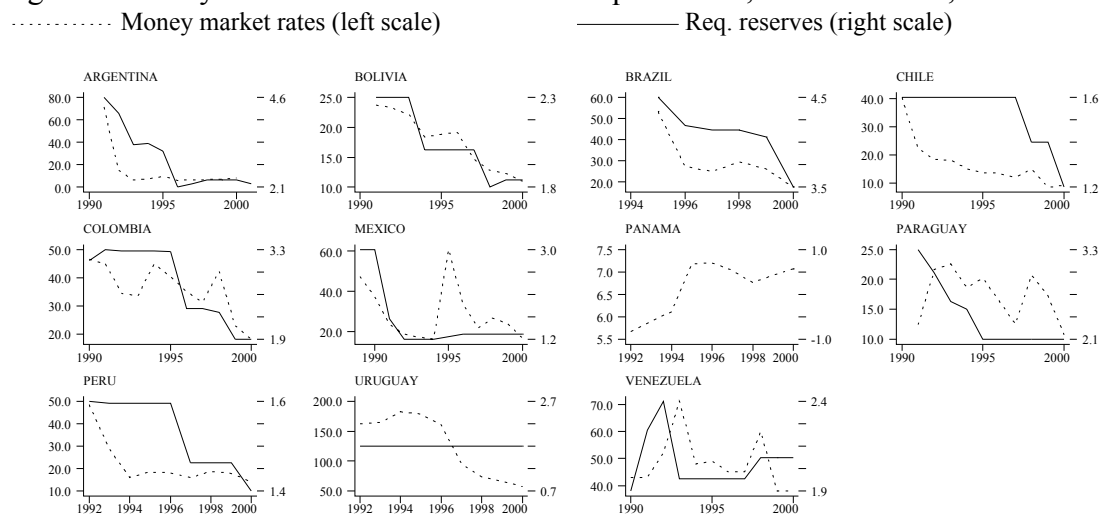 Money market rates (left scale) Req. reserves (right scale)
ARGENTINA BOLIVIA BRAZIL CHILE
80.0 4.6 25.0 2.3 60.0 4.5 40.0 1.6
60.0 20.0 50.0 30.0
40.0 15.0 40.0 20.0
20.0 10.0 30.0 10.0
0.0 2.1 1.8 20.0 3.5 1.2
1990 1995 2000 1990 1995 2000 1994 1996 1998 2000 1990 1995 2000
COLOMBIA MEXICO PANAMA PARAGUAY
50.0 3.3 60.0 3.0 7.5 1.0 25.0 3.3
40.0 40.0 7.0 20.0
30.0 20.0 6.5 15.0
20.0 1.9 1.2 6.0 10.0 2.1
5.5 -1.0
1990 1995 2000 1990 1995 2000 1992 1994 1996 1998 2000 1995 2000
PERU URUGUAY VENEZUELA
50.0 1.6 200.0 2.7 70.0 2.4
40.0 150.0 60.0
30.0 100.0 50.0
20.0 50.0 40.0
10.0 1.4 0.7 1.9
1992 1994 1996 1998 2000 1992 1994 1996 1998 2000 1990 1995 2000